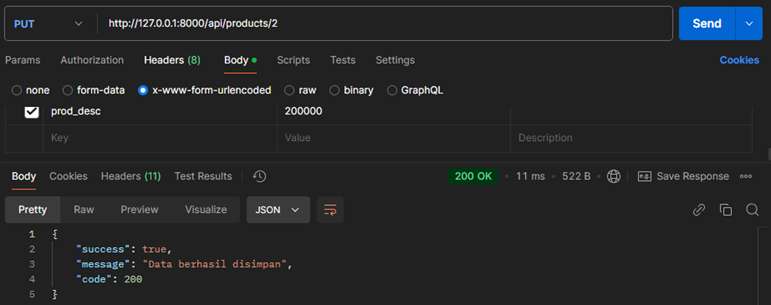 PUT http://127.0.0.1:8000/api/products/2 Send
Params Authorization Headers (8) Body Scripts Tests Settings Cookies
none form-data x-www-form-urlencoded raw binary GraphQL
prod_desc 200000
Key Value Description
Body Cookies Headers (11) Test Results 200 OK • 11 ms • 522 B Save Response
Pretty Raw Preview Visualize JSON
1 {
2 "success": true,
3 "message": "Data berhasil disimpan",
4 "code": 200
5 }